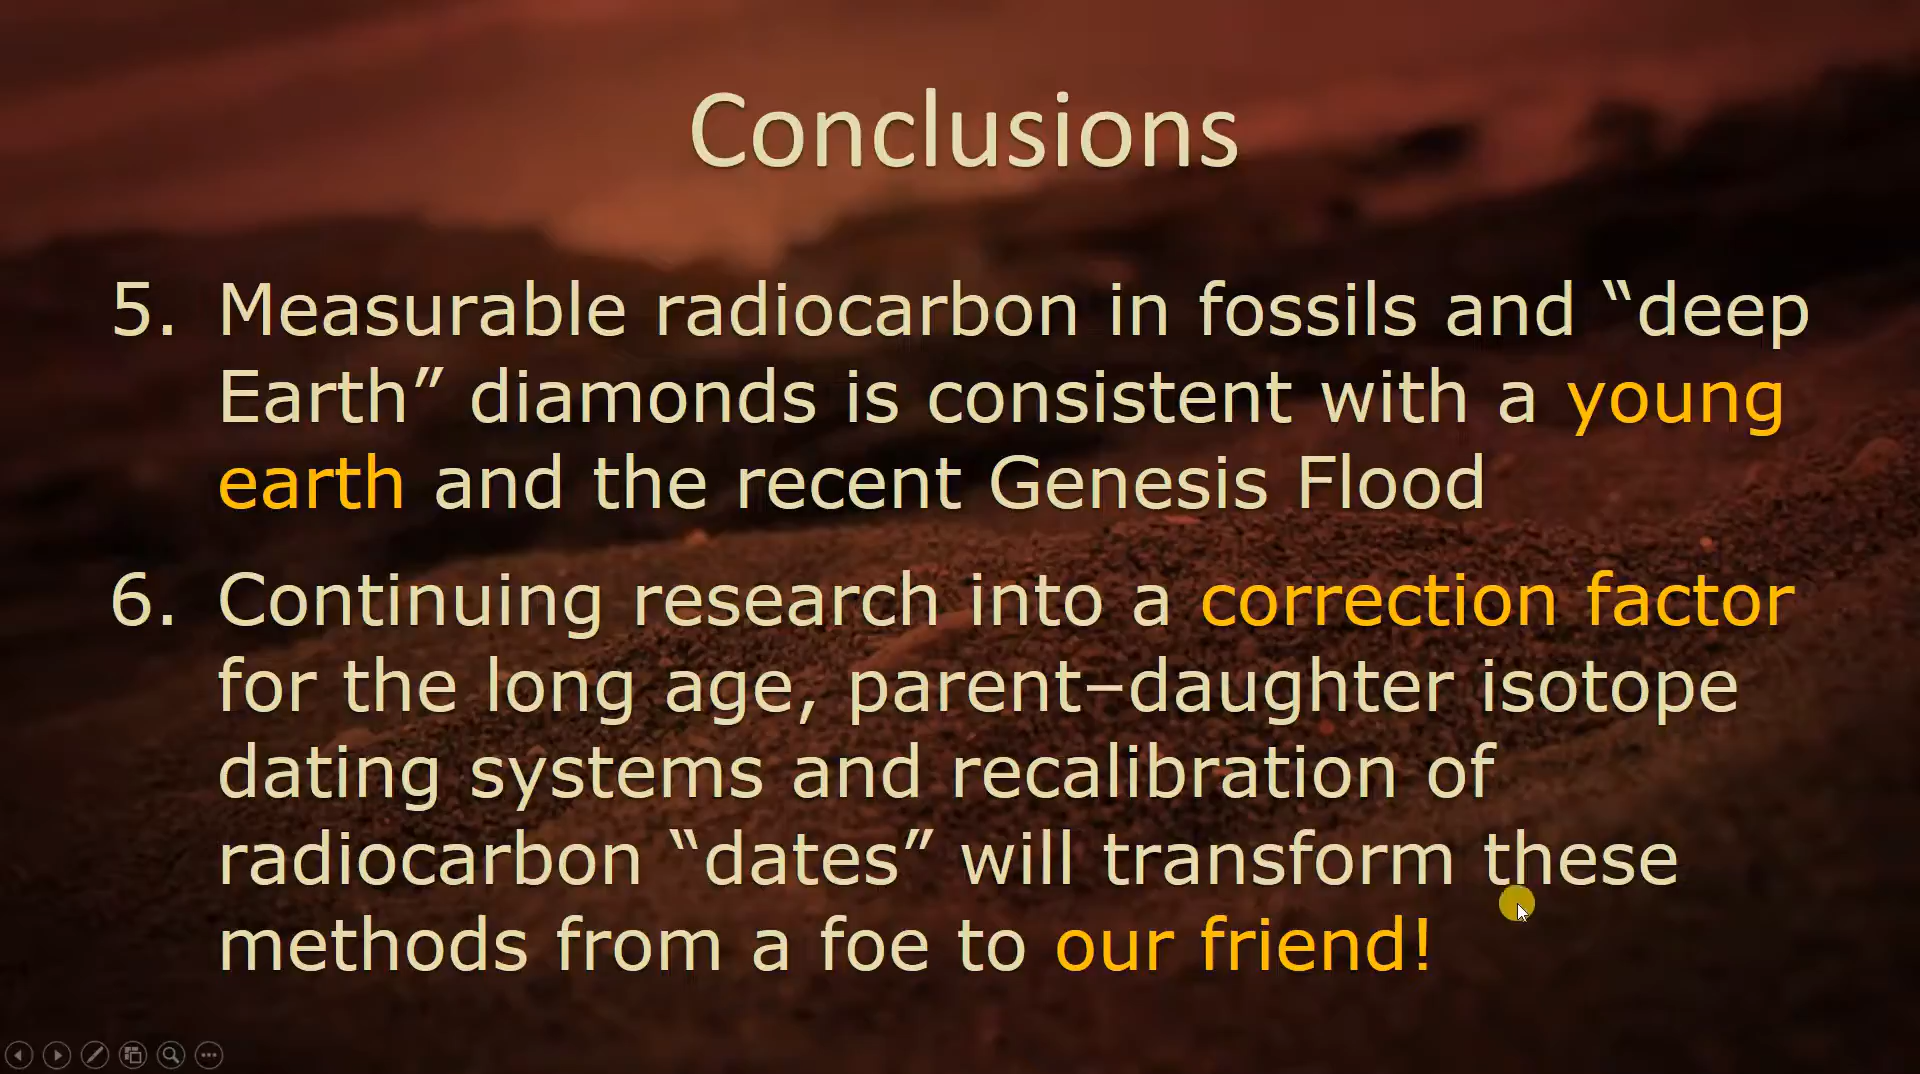 Conclusions
5. Measurable radiocarbon in fossils and “deep
Earth” diamonds is consistent with a young
earth and the recent Genesis Flood
6. Continuing research into a correction factor
for the long age, parent–daughter isotope
dating systems and recalibration of
radiocarbon “dates” will transform these
methods from a foe to our friend!